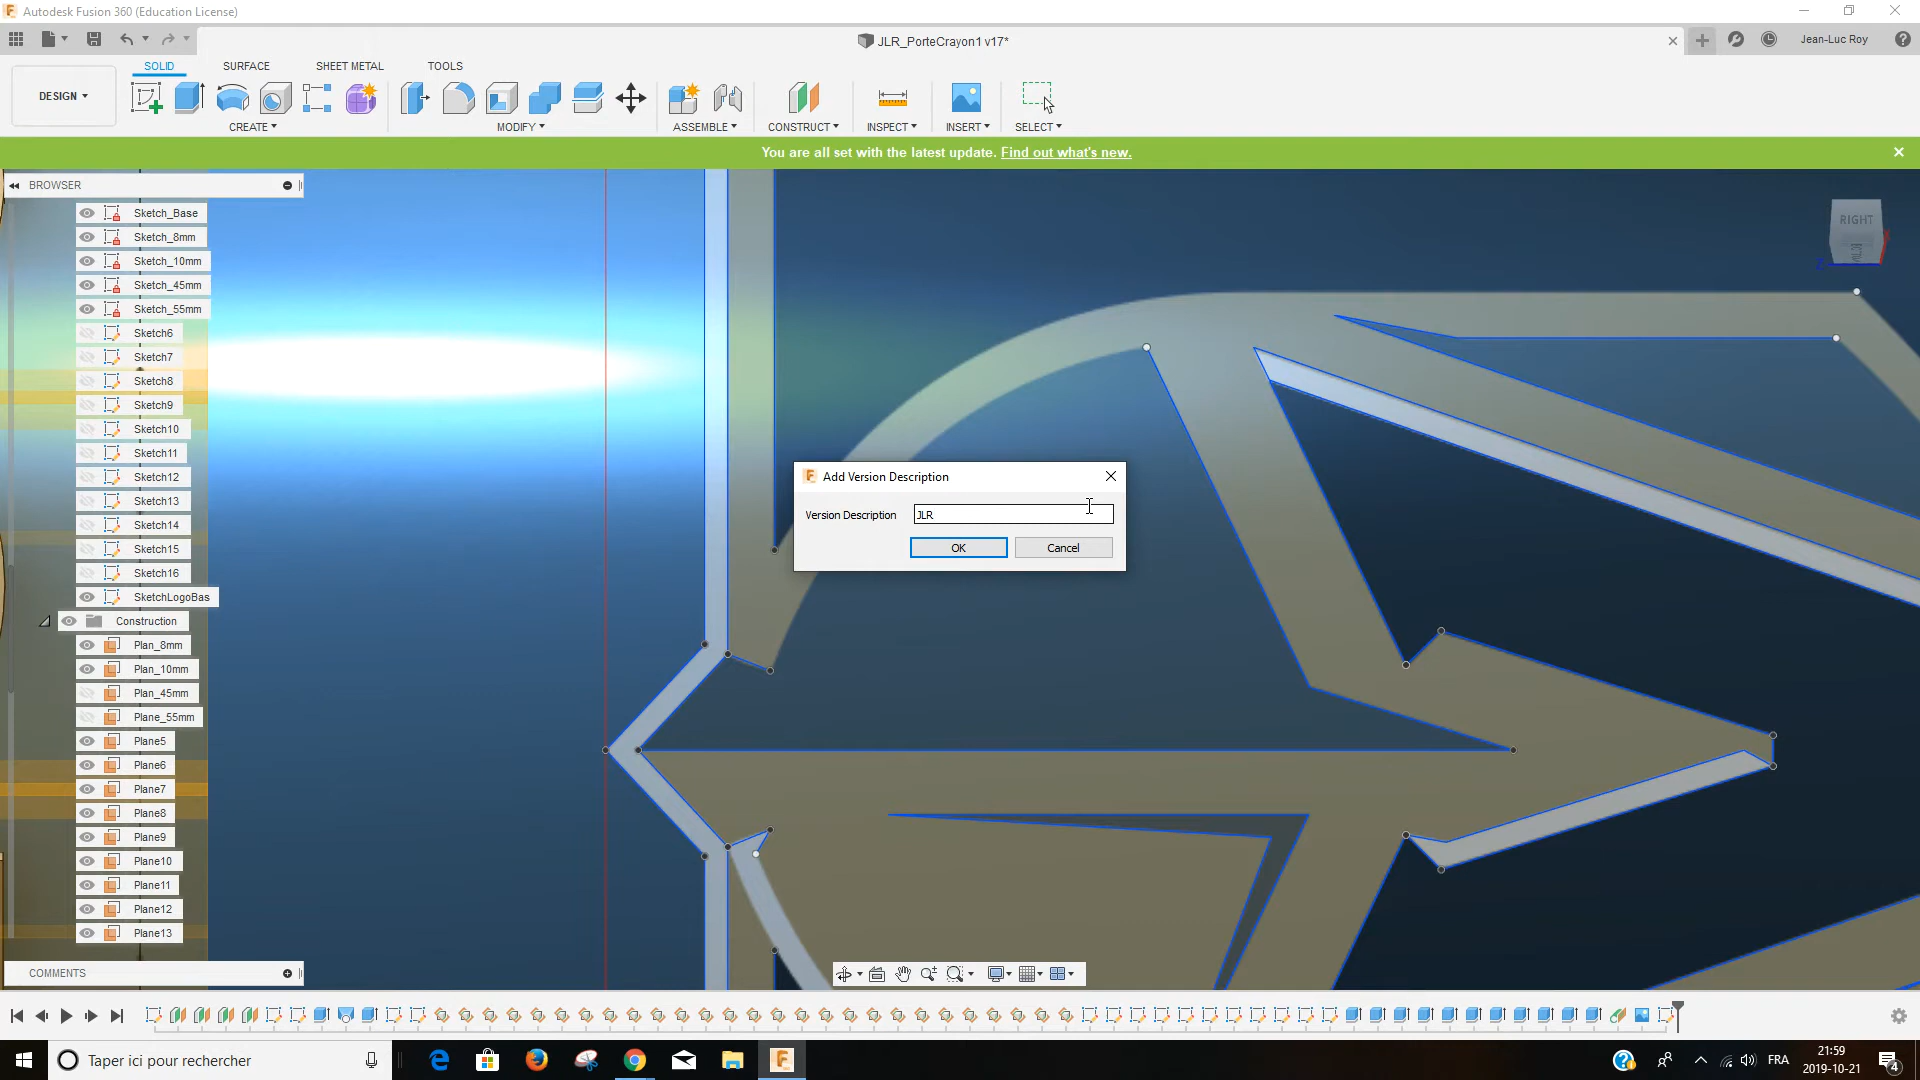 Autodesk Fusion 360 (Education License)
JLR_PorteCrayon1 v17*
Jean-Luc Roy
SOLID
SURFACE
SHEET METAL
TOOLS
DESIGN
CREATE
MODIFY
ASSEMBLE
CONSTRUCT
INSPECT
INSERT
SELECT
You are all set with the latest update. Find out what's new.
BROWSER
RIGHT
Z
Sketch_Base
Sketch_8mm
Sketch_10mm
Sketch_45mm
Sketch_55mm
Sketch6
Sketch7
Sketch8
Sketch9
Sketch10
Sketch11
Sketch12
Sketch13
Sketch14
Sketch15
Sketch16
SketchLogoBas
Construction
Plan_8mm
Plan_10mm
Plan_45mm
Plane_55mm
Plane5
Plane6
Plane7
Plane8
Plane9
Plane10
Plane11
Plane12
Plane13
Add Version Description
Version Description
JLR
OK
Cancel
COMMENTS
Taper ici pour rechercher
FRA
21:59
2019-10-21
4